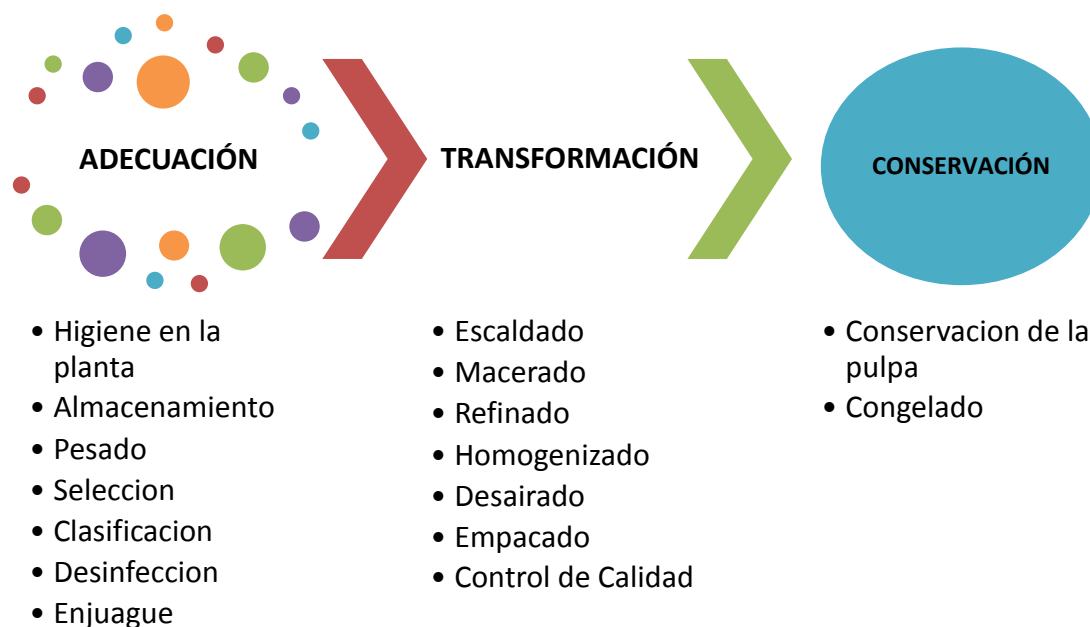 ADECUACIÓN
• Higiene en la
planta
• Almacenamiento
• Pesado
• Seleccion
• Clasificacion
• Desinfeccion
• Enjuague
TRANSFORMACIÓN
• Escaldado
• Macerado
• Refinado
• Homogenizado
• Desairado
• Empacado
• Control de Calidad
CONSERVACIÓN
• Conservacion de la
pulpa
• Congelado